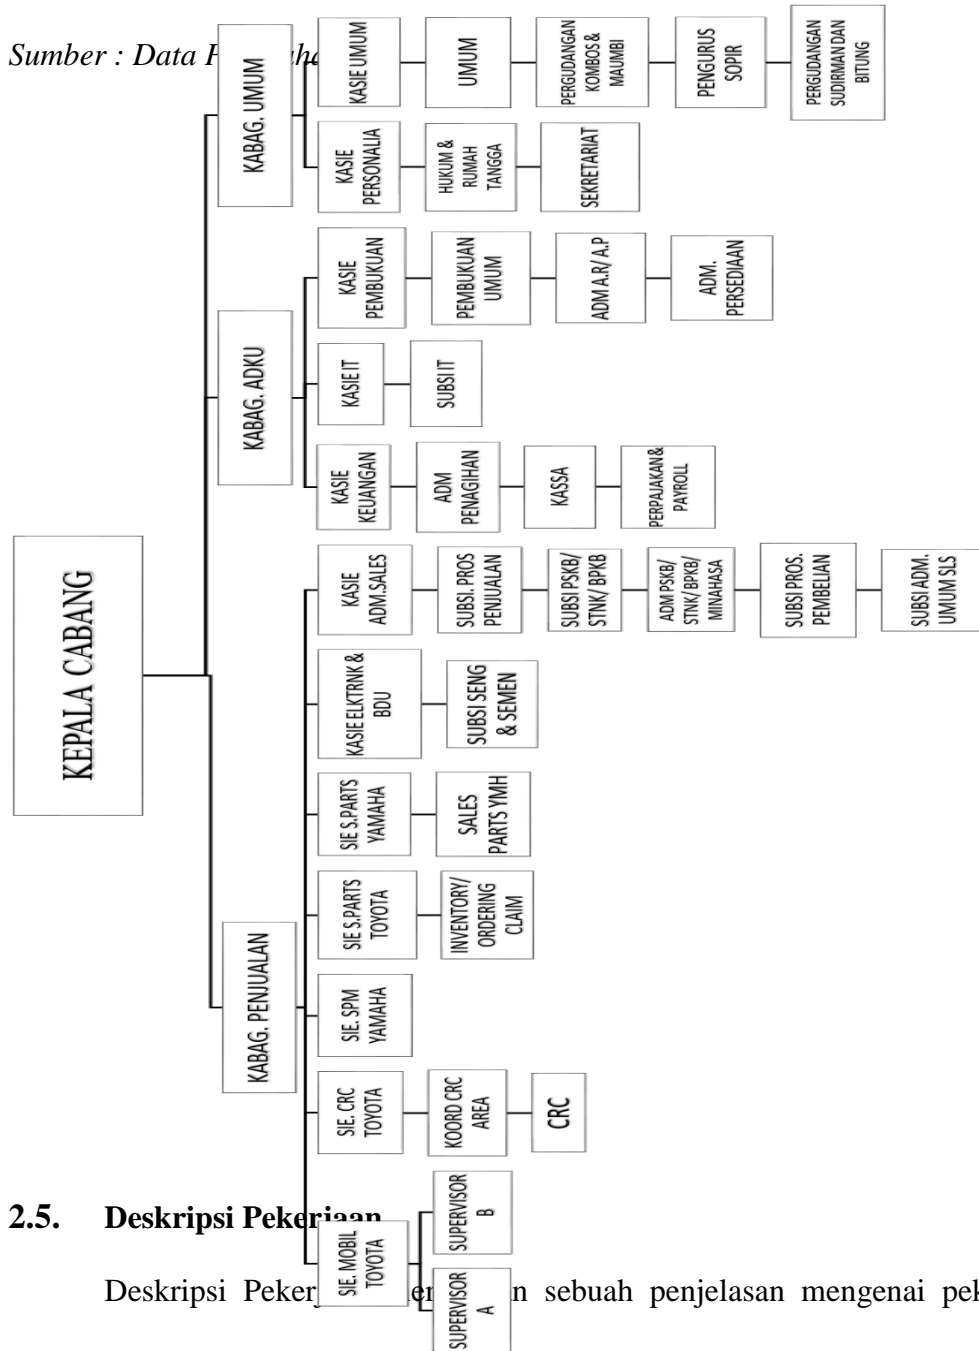 Sumber : Data
KEPALA CABANG
KABAG. PENJUALAN
KABAG. ADKU
KABAG. UMUM
SIE. MOBIL
TOYOTA
SUPERVISOR
A
SUPERVISOR
B
SIE. CRC
TOYOTA
KOORD CRC
AREA
CRC
SIE. SPM
YAMAHA
SIE S.PARTS
TOYOTA
INVENTORY/
ORDERING
CLAIM
SIE S.PARTS
YAMAHA
SALES
PARTS YMH
KASIE ELKTRNK &
BDU
SUBSI SENG
& SEMEN
KASIE
ADM.SALES
SUBSI. PROS
PENJUALAN
SUBSI PSKB/
STNK/ BPKB
ADM PSKB/
STNK/ BPKB/
MINAHASA
SUBSI PROS.
PEMBELIAN
SUBSI ADM.
UMUM SLS
KASIE
KEUANGAN
ADM
PENAGIHAN
KASSA
PERPAJAKAN &
PAYROLL
KASIE IT
SUBSI IT
KASIE
PEMBUKUAN
PEMBUKUAN
UMUM
ADM A.R/ A.P
ADM.
PERSEDIAAN
KASIE
PERSONALIA
HUKUM &
RUMAH
TANGGA
SEKRETARIAT
KASIE UMUM
UMUM
PERGUDANGAN
KOMBOS &
MAUMBI
PENGURUS
SOPIR
PERGUDANGAN
SUDIRMAN DAN
BITUNG
2.5. Deskripsi Pekerjaan
Deskripsi sebuah penjelasan mengenai